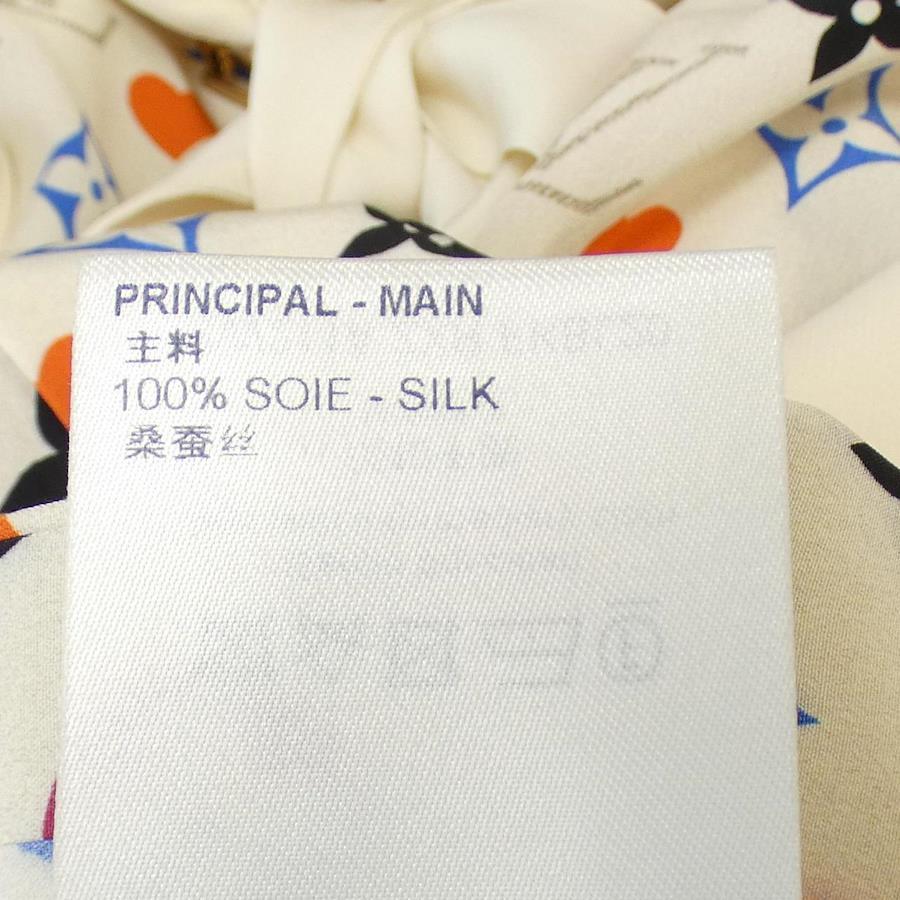 PRINCIPAL - MAIN
主料
100% SOIE - SILK
桑蚕丝